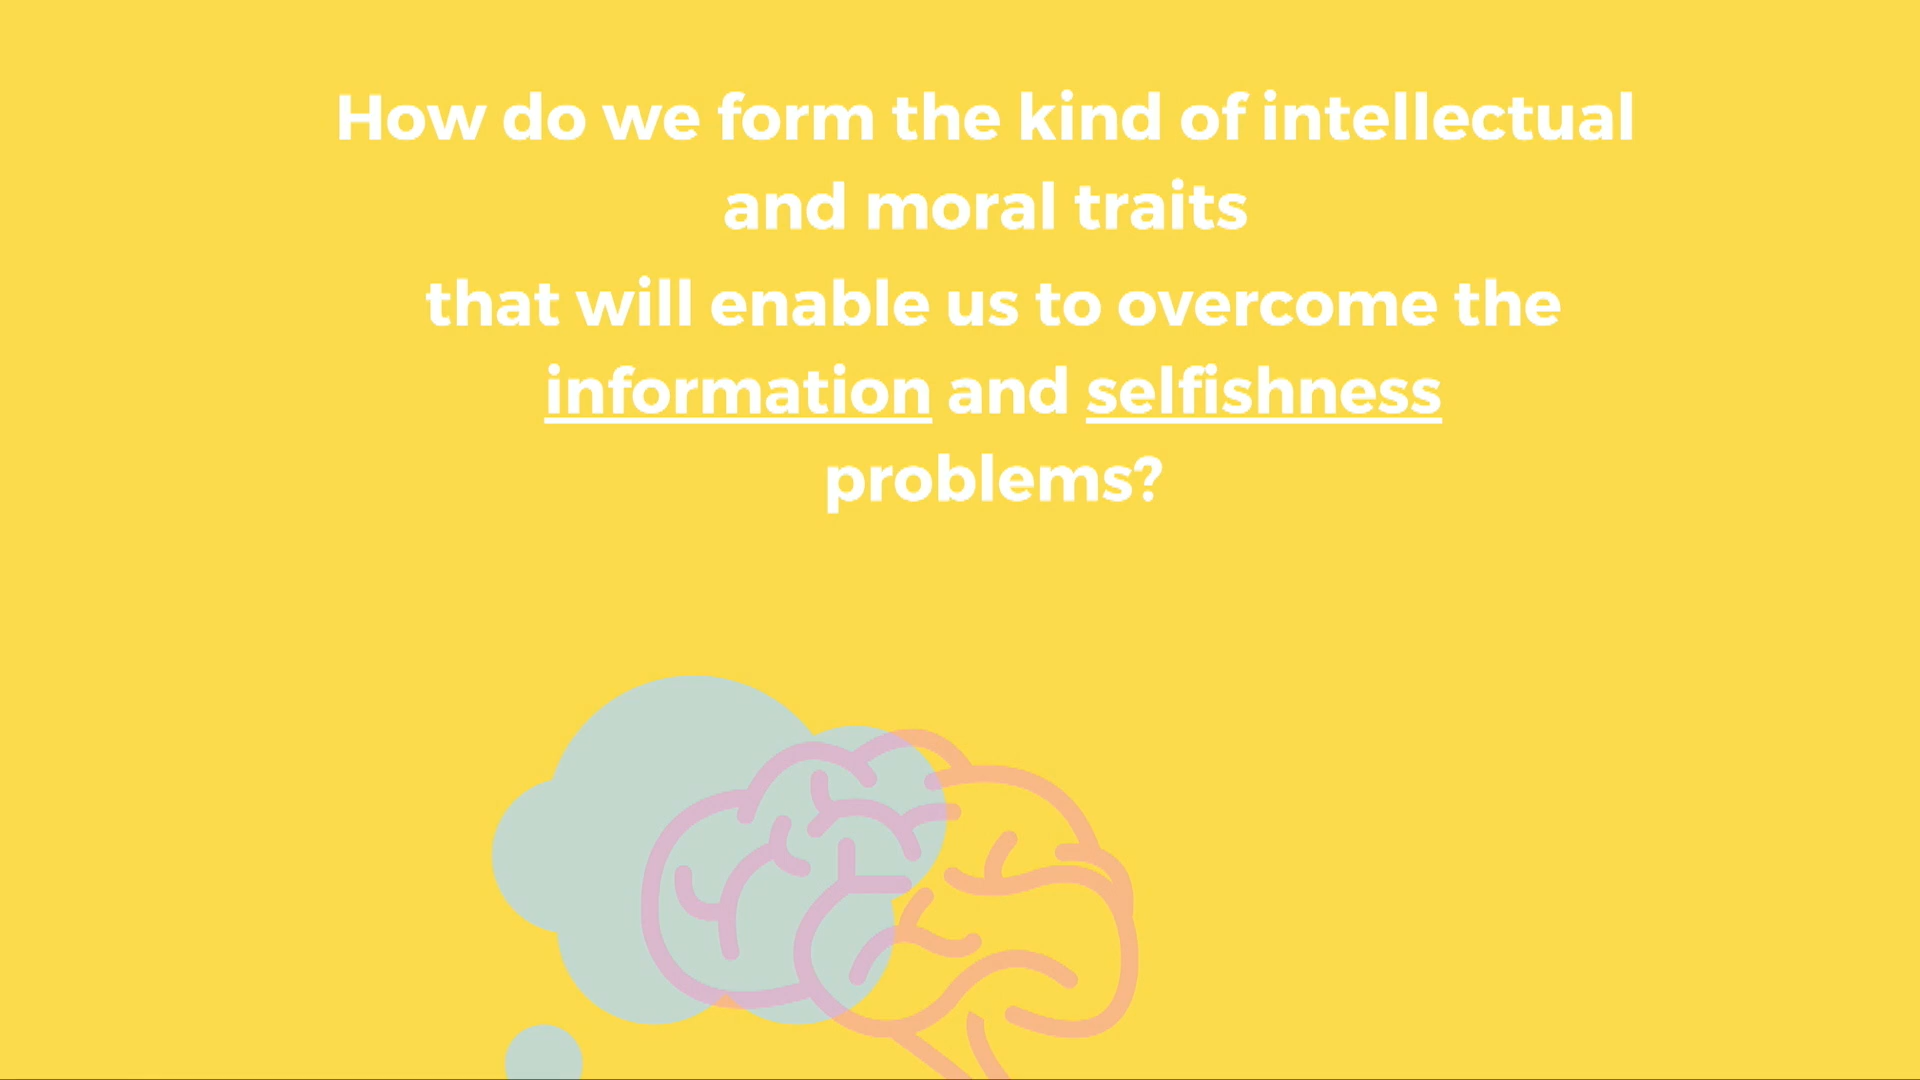 How do we form the kind of intellectual
and moral traits
that will enable us to overcome the
information and selfishness
problems?